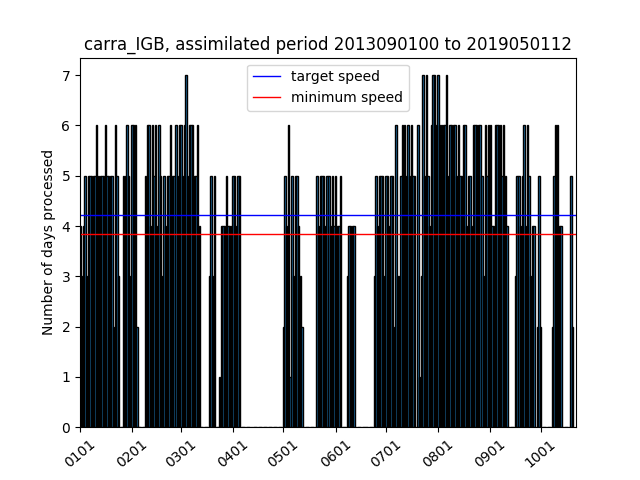 carra_IGB, assimilated period 2013090100 to 2019050112
target speed
minimum speed
Number of days processed
7
6
5
4
3
2
1
0
0101 0201 0301 0401 0501 0601 0701 0801 0901 1001